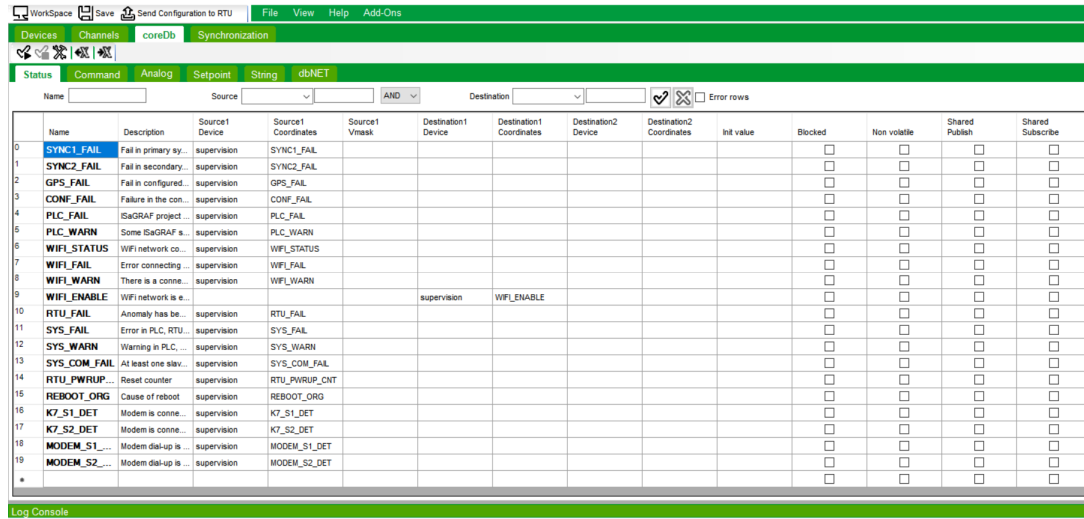 WorkSpace Save Send Configuration to RTU File View Help Add-Ons
Devices Channels coreDb Synchronization
Status Command Analog Setpoint String dbNET
Name Source AND Destination Error rows
Name Description Source1 Device Source1 Coordinates Source1 Vmask Destination1 Device Destination1 Coordinates Destination2 Device Destination2 Coordinates Init value Blocked Non volatile Shared Publish Shared Subscribe
0 SYNC1_FAIL Fail in primary sy... supervision SYNC1_FAIL
1 SYNC2_FAIL Fail in secondary... supervision SYNC2_FAIL
2 GPS_FAIL Fail in configured... supervision GPS_FAIL
3 CONF_FAIL Failure in the con... supervision CONF_FAIL
4 PLC_FAIL ISaGRAF project ... supervision PLC_FAIL
5 PLC_WARN Some ISaGRAF s... supervision PLC_WARN
6 WIFI_STATUS WiFi network co... supervision WIFI_STATUS
7 WIFI_FAIL Error connecting ... supervision WIFI_FAIL
8 WIFI_WARN There is a conne... supervision WIFI_WARN
9 WIFI_ENABLE WiFi network is e... supervision WIFI_ENABLE
10 RTU_FAIL Anomaly has be... supervision RTU_FAIL
11 SYS_FAIL Error in PLC, RTU... supervision SYS_FAIL
12 SYS_WARN Warning in PLC, ... supervision SYS_WARN
13 SYS_COM_FAIL At least one slav... supervision SYS_COM_FAIL
14 RTU_PWRUP... Reset counter supervision RTU_PWRUP_CNT
15 REBOOT_ORG Cause of reboot supervision REBOOT_ORG
16 K7_S1_DET Modem is conne... supervision K7_S1_DET
17 K7_S2_DET Modem is conne... supervision K7_S2_DET
18 MODEM_S1_... Modem dial-up is ... supervision MODEM_S1_DET
19 MODEM_S2_... Modem dial-up is ... supervision MODEM_S2_DET
*
Log Console